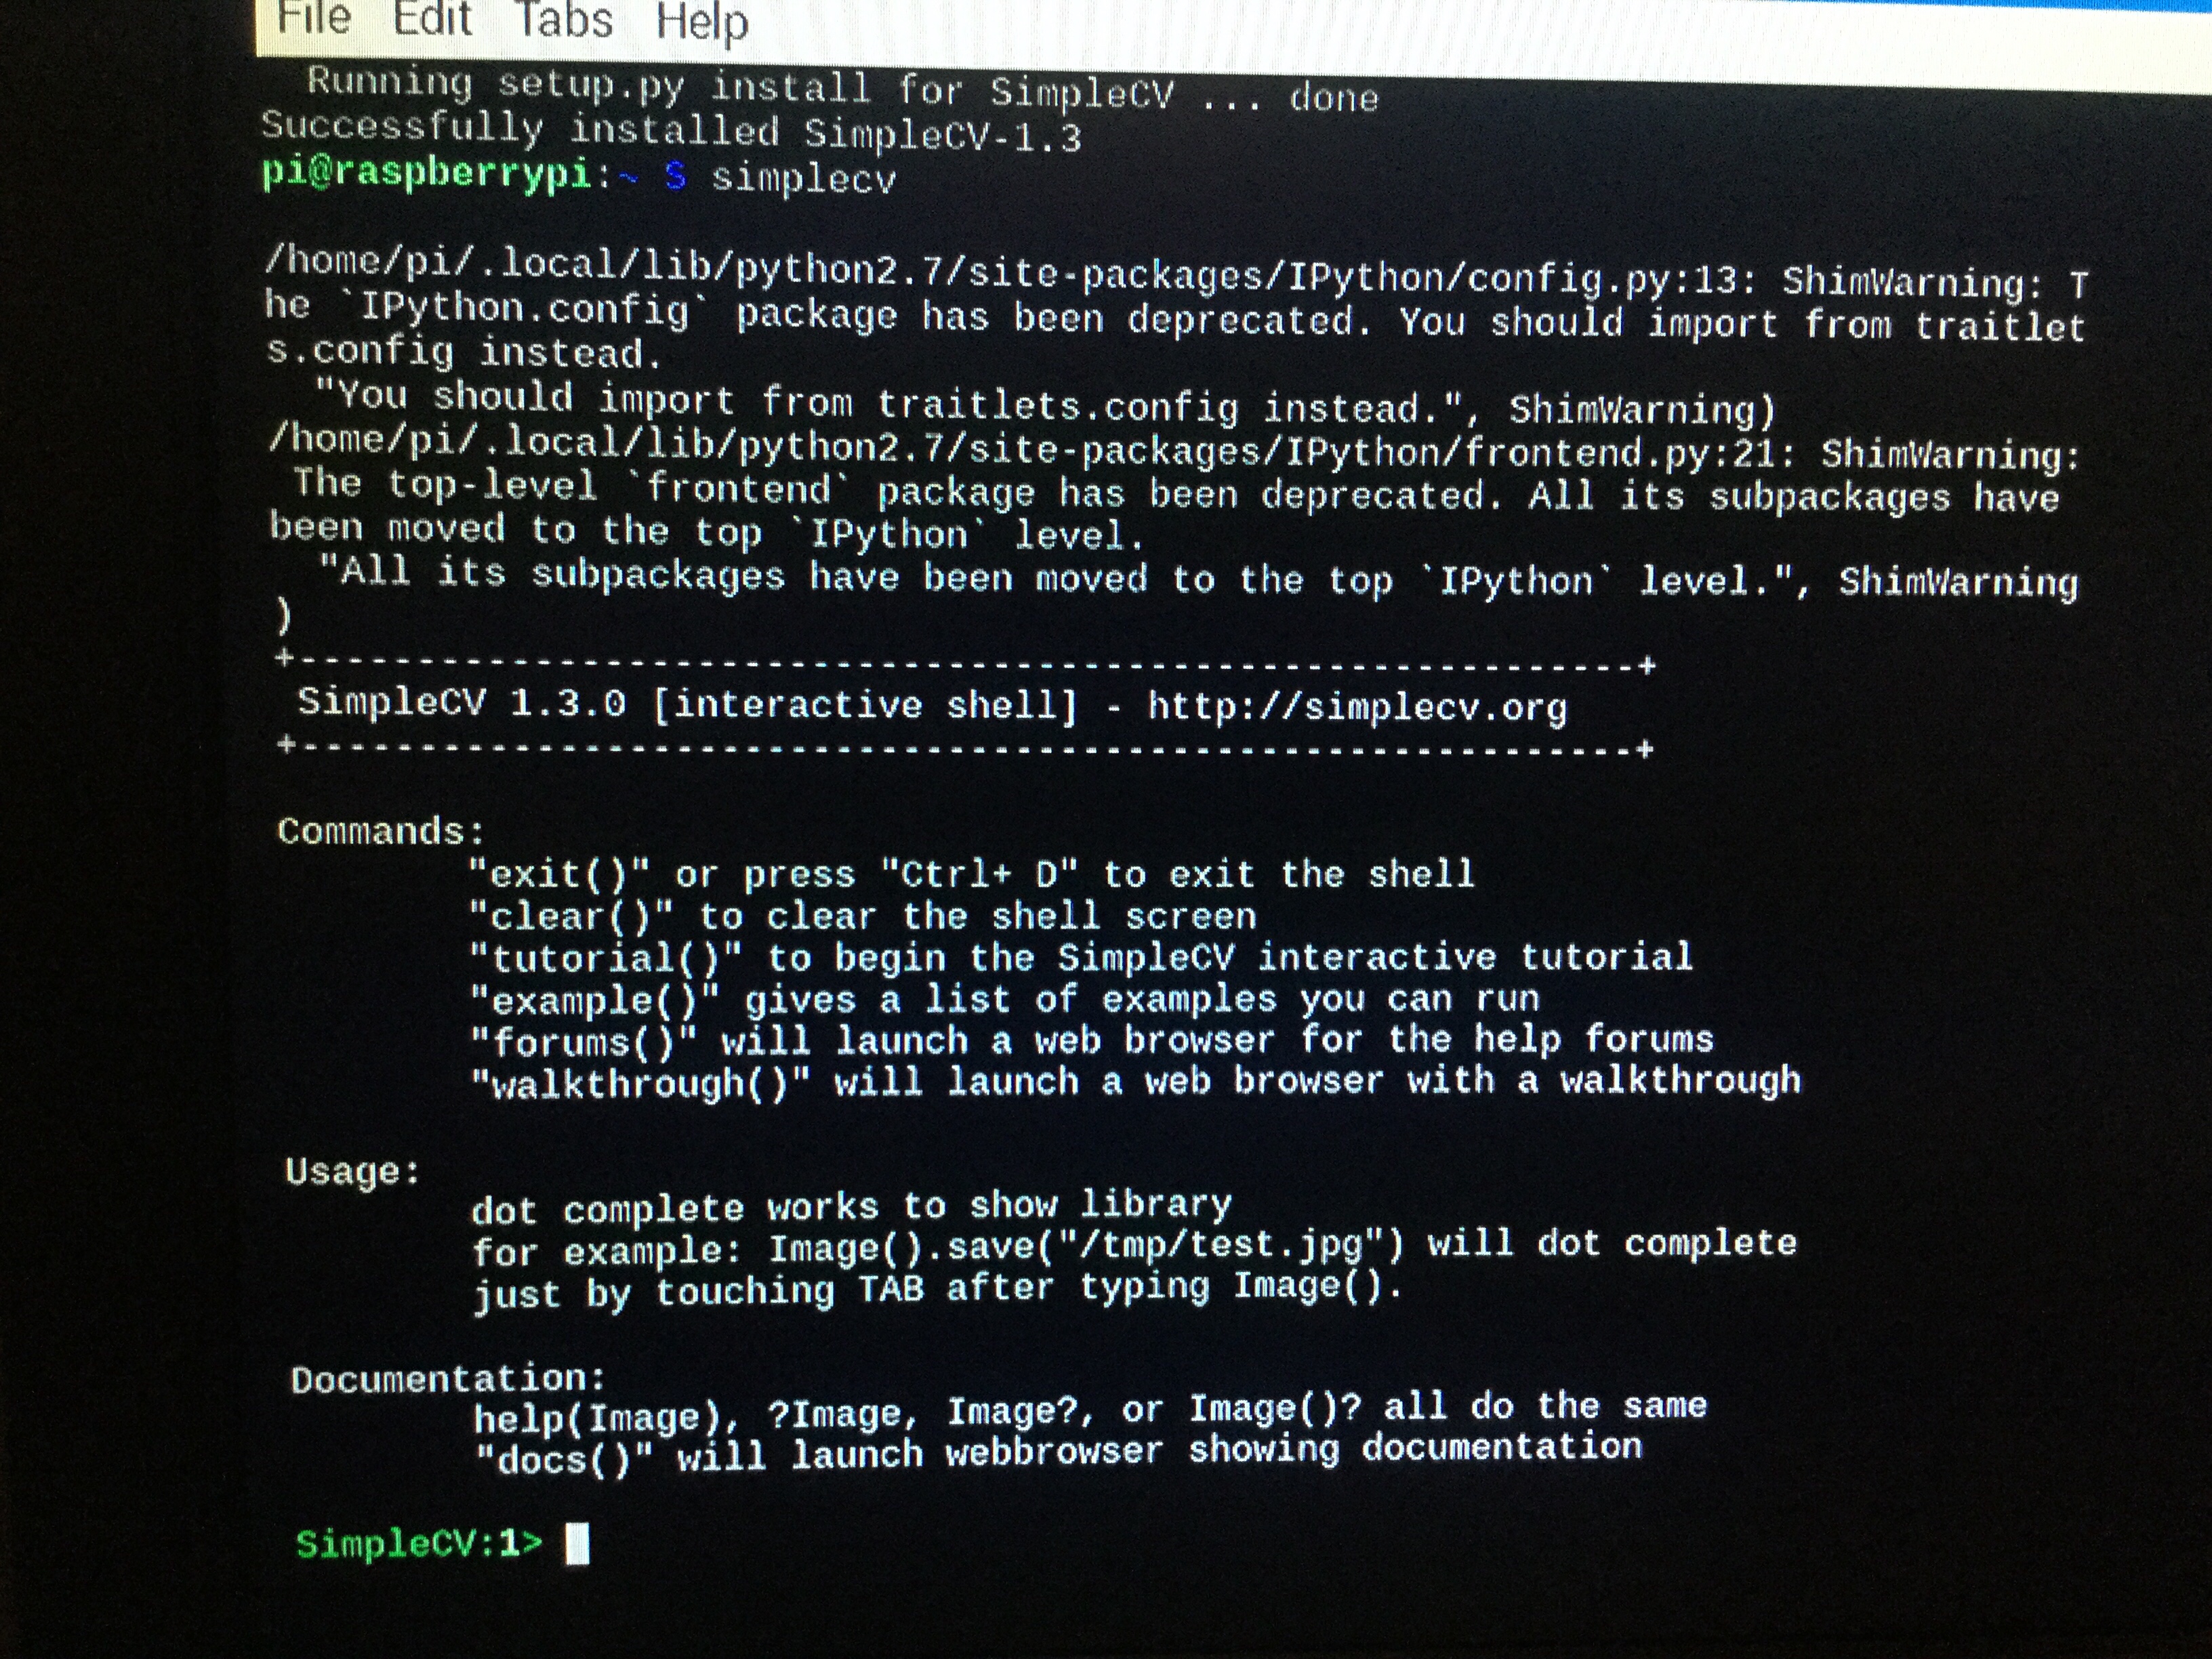 File Edit Tabs Help
Running setup.py install for SimpleCV ... done
Successfully installed SimpleCV-1.3
pi@raspberrypi:~ $ simplecv
/home/pi/.local/lib/python2.7/site-packages/IPython/config.py:13: ShimWarning: T
he `IPython.config` package has been deprecated. You should import from traitlet
s.config instead.
  "You should import from traitlets.config instead.", ShimWarning)
/home/pi/.local/lib/python2.7/site-packages/IPython/frontend.py:21: ShimWarning:
 The top-level `frontend` package has been deprecated. All its subpackages have
been moved to the top `IPython` level.
  "All its subpackages have been moved to the top `IPython` level.", ShimWarning
)
+-----------------------------------------------------------+
 SimpleCV 1.3.0 [interactive shell] - http://simplecv.org
+-----------------------------------------------------------+
Commands:
        "exit()" or press "Ctrl+ D" to exit the shell
        "clear()" to clear the shell screen
        "tutorial()" to begin the SimpleCV interactive tutorial
        "example()" gives a list of examples you can run
        "forums()" will launch a web browser for the help forums
        "walkthrough()" will launch a web browser with a walkthrough
Usage:
        dot complete works to show library
        for example: Image().save("/tmp/test.jpg") will dot complete
        just by touching TAB after typing Image().
Documentation:
        help(Image), ?Image, Image?, or Image()? all do the same
        "docs()" will launch webbrowser showing documentation
SimpleCV:1>